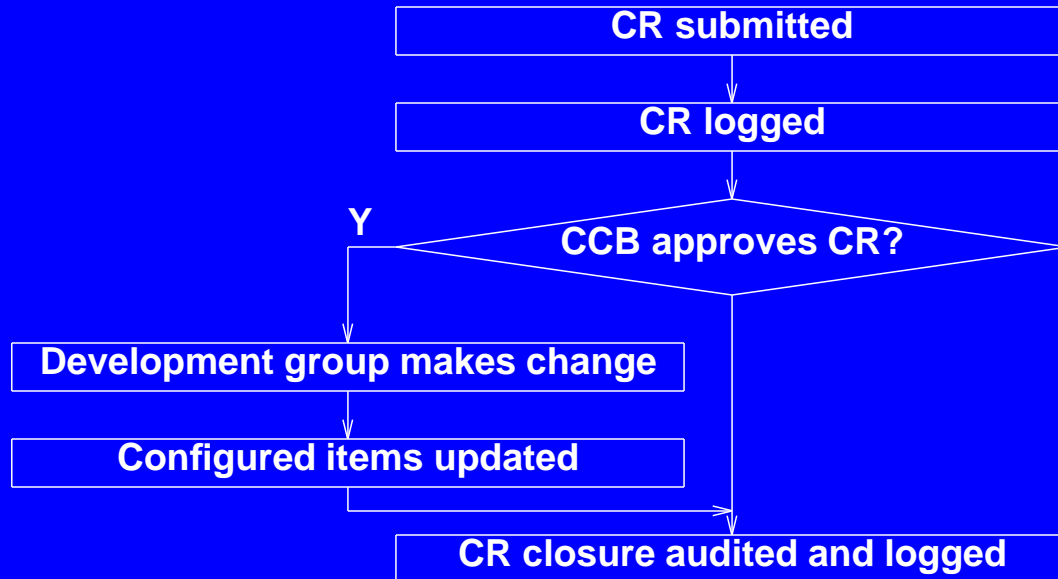 CR submitted
CR logged
Y
CCB approves CR?
Development group makes change
Configured items updated
CR closure audited and logged